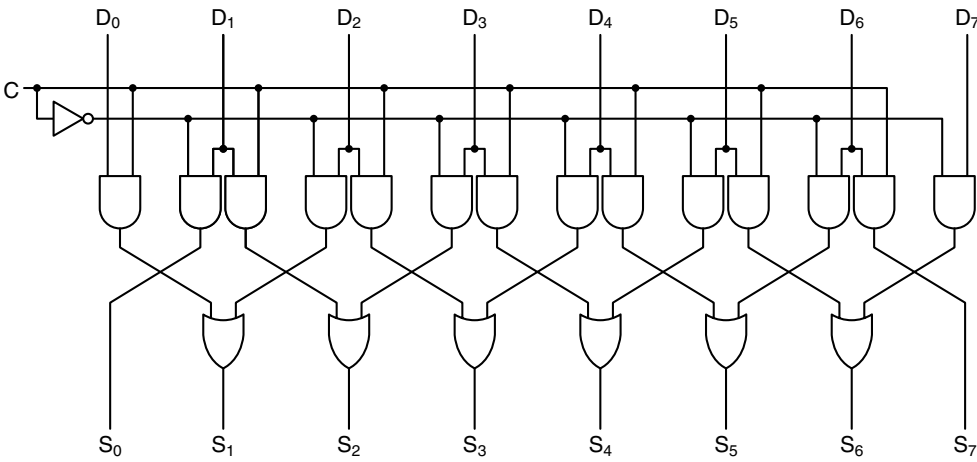 D₀ D₁ D₂ D₃ D₄ D₅ D₆ D₇
C
S₀ S₁ S₂ S₃ S₄ S₅ S₆ S₇